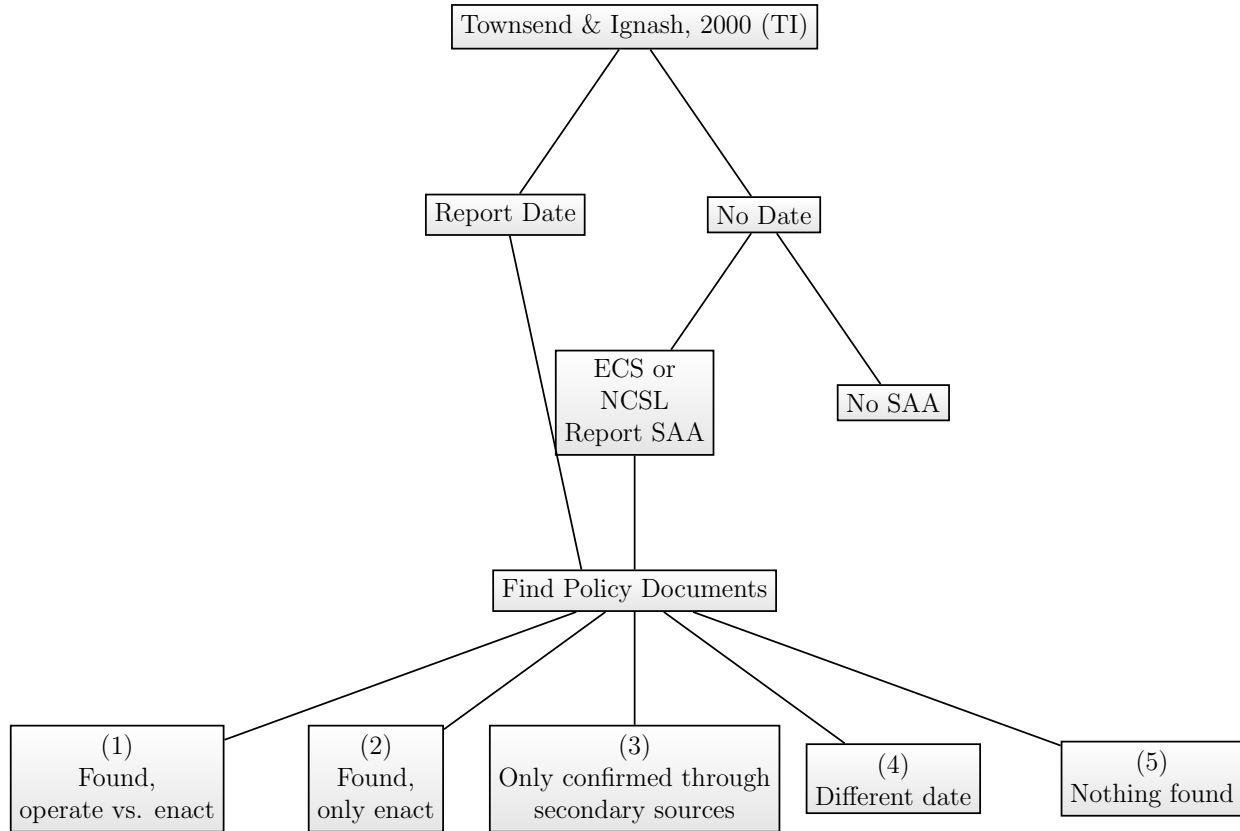 Townsend & Ignash, 2000 (TI)
Report Date
No Date
ECS or
NCSL
Report SAA
No SAA
Find Policy Documents
(1)
Found,
operate vs. enact
(2)
Found,
only enact
(3)
Only confirmed through
secondary sources
(4)
Different date
(5)
Nothing found